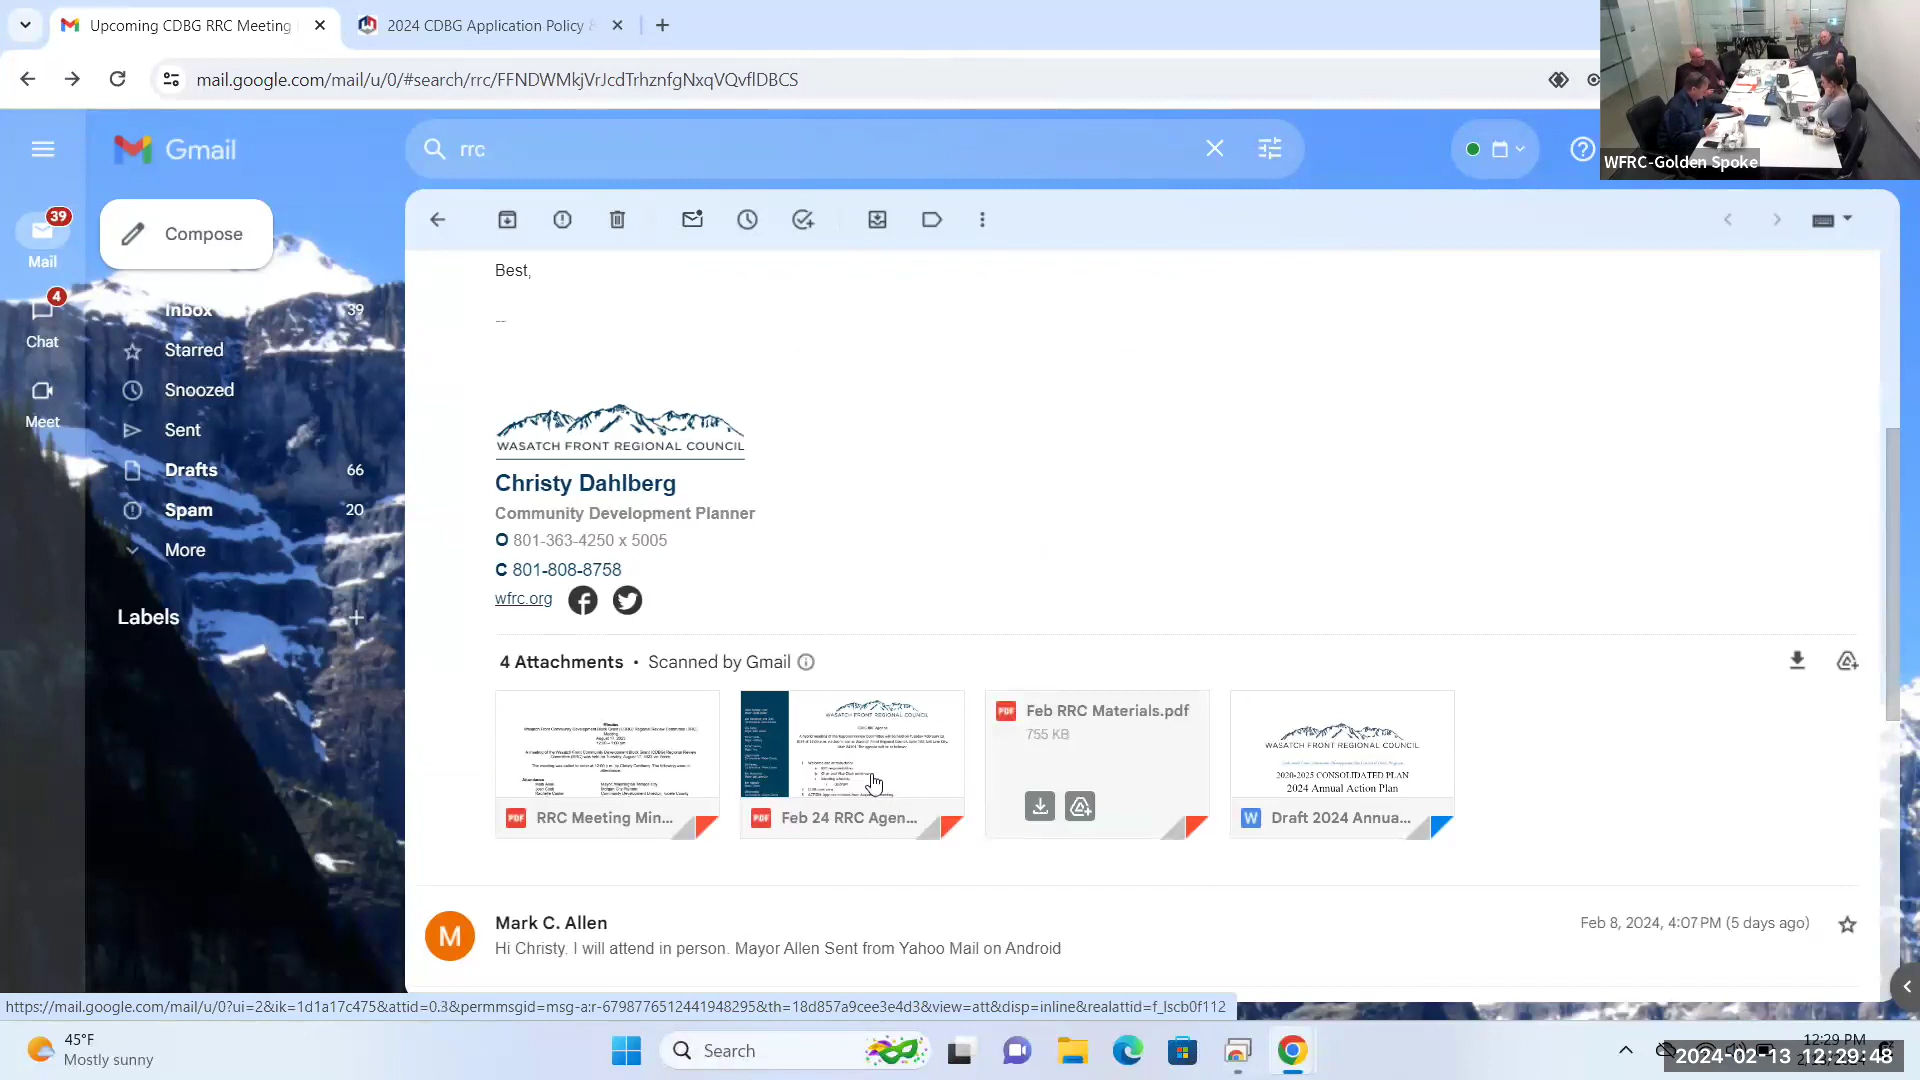 Upcoming CDBG RRC Meeting
2024 CDBG Application Policy
mail.google.com/mail/u/0/#search/rrc/FFNDWMkjVrJcdTrhznfgNxqVQvflDBCS
WFRC-Golden Spoke
Gmail
rrc
39
Mail
Compose
4
Chat
Meet
Inbox 39
Starred
Snoozed
Sent
Drafts 66
Spam 20
More
Labels
Best,
--
WASATCH FRONT REGIONAL COUNCIL
Christy Dahlberg
Community Development Planner
O 801-363-4250 x 5005
C 801-808-8758
wfrc.org
4 Attachments • Scanned by Gmail
PDF RRC Meeting Min...
WASATCH FRONT REGIONAL COUNCIL
PDF Feb 24 RRC Agen...
PDF Feb RRC Materials.pdf
755 KB
WASATCH FRONT REGIONAL COUNCIL
2020-2025 CONSOLIDATED PLAN
2024 Annual Action Plan
W Draft 2024 Annua...
M
Mark C. Allen
Feb 8, 2024, 4:07 PM (5 days ago)
Hi Christy. I will attend in person. Mayor Allen Sent from Yahoo Mail on Android
https://mail.google.com/mail/u/0?ui=2&ik=1d1a17c475&attid=0.3&permmsgid=msg-a:r-6798776512441948295&th=18d857a9cee3e4d3&view=att&disp=inline&realattid=f_lscb0f112
45°F
Mostly sunny
Search
12:29 PM
2024-02-13 12:29:48